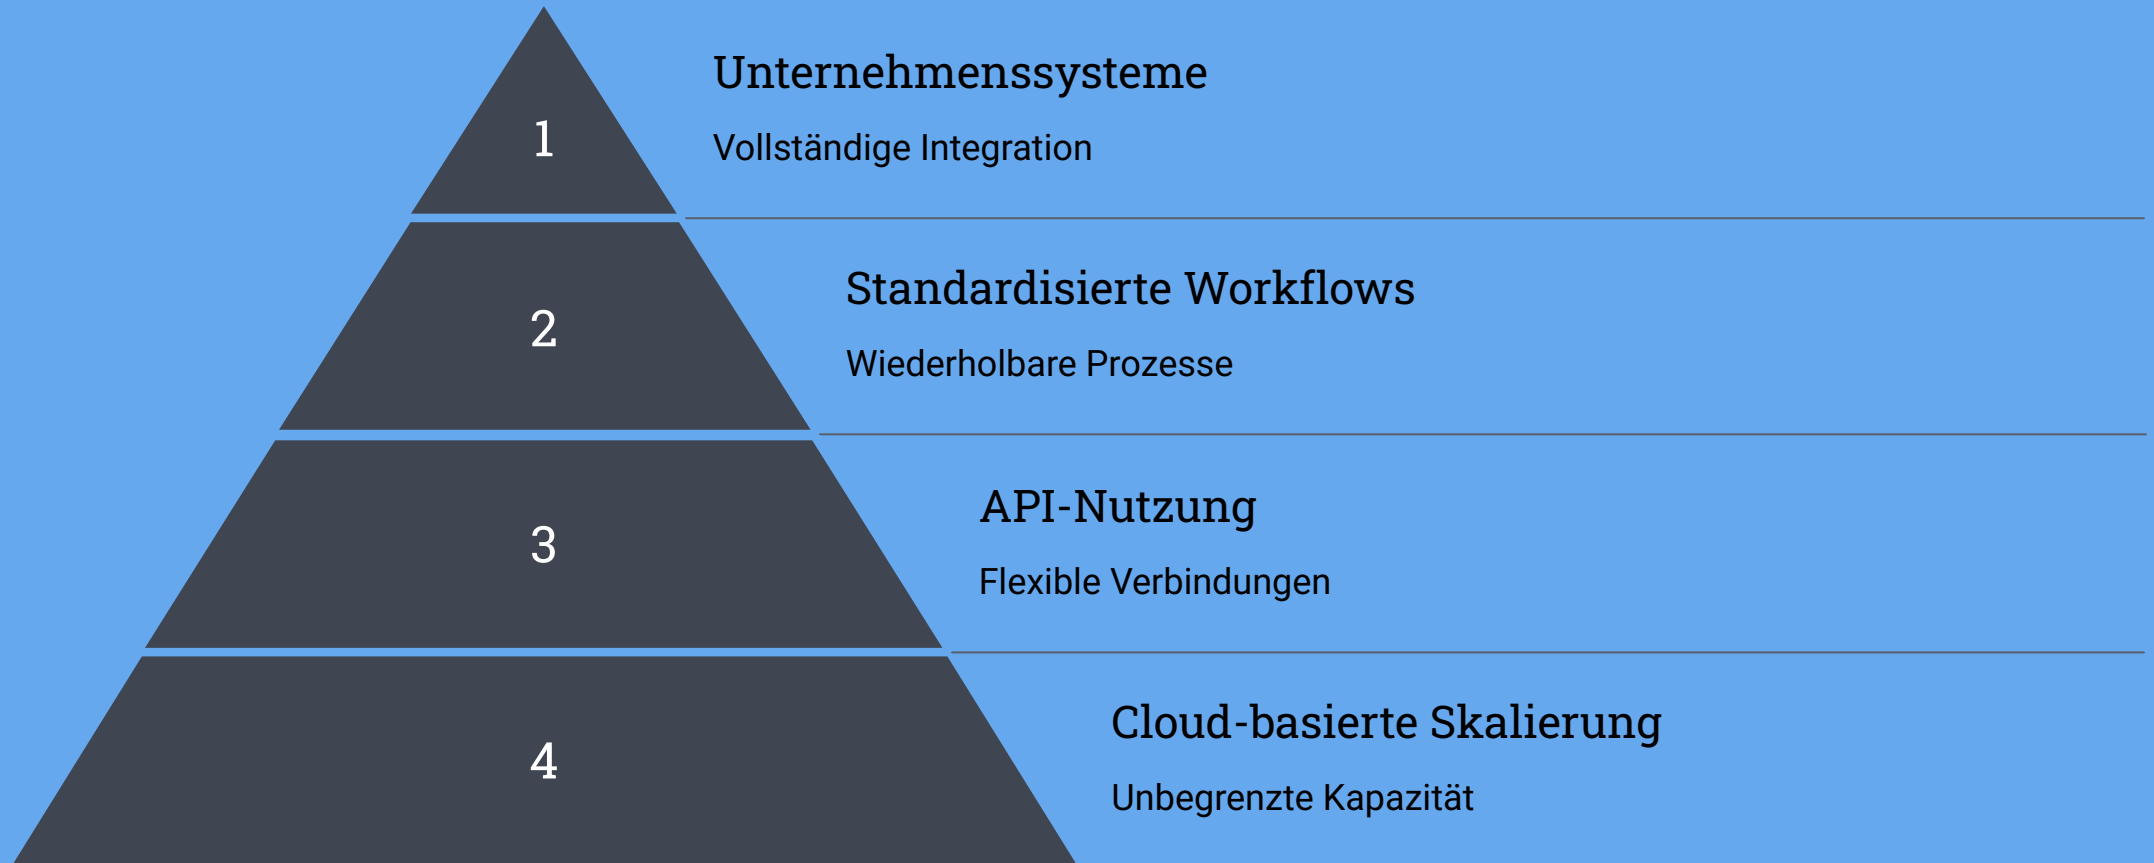 1
Unternehmenssysteme
Vollständige Integration
2
Standardisierte Workflows
Wiederholbare Prozesse
3
API-Nutzung
Flexible Verbindungen
4
Cloud-basierte Skalierung
Unbegrenzte Kapazität